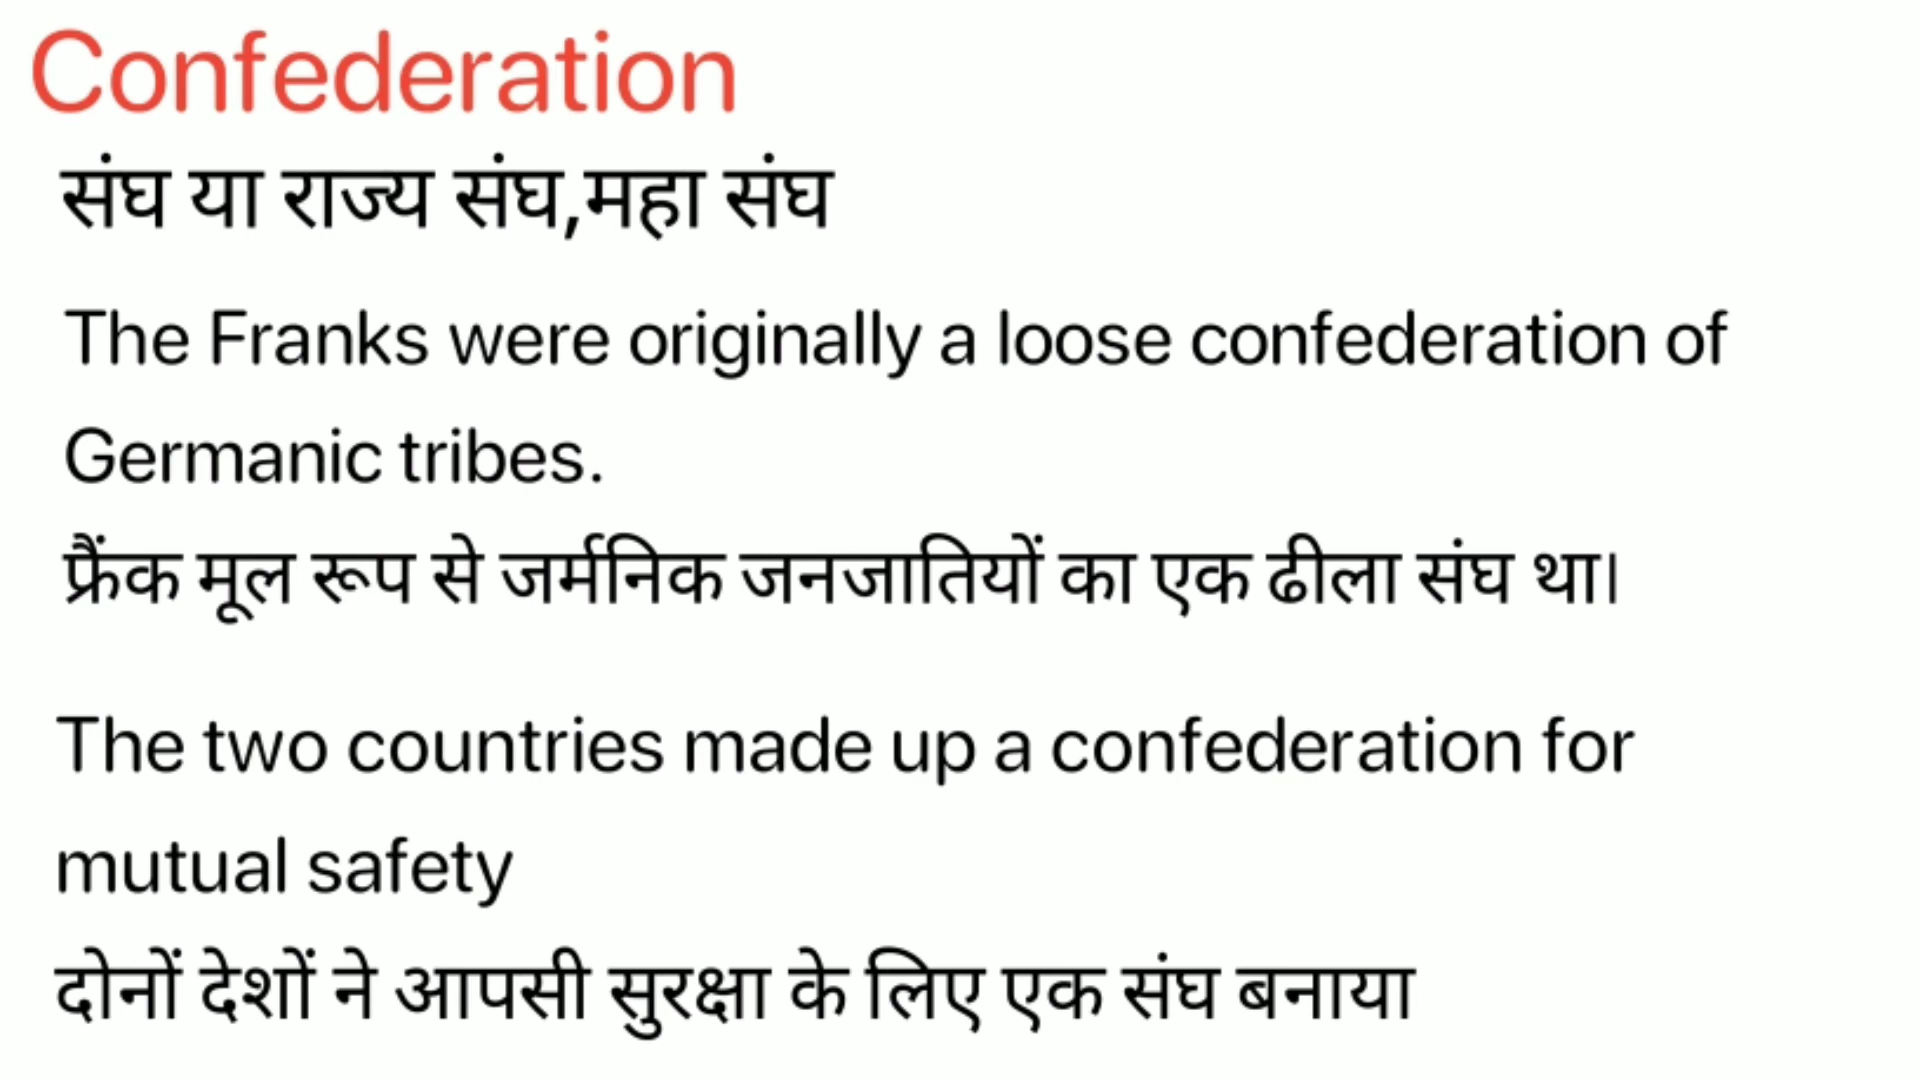 Confederation
संघ या राज्य संघ,महा संघ
The Franks were originally a loose confederation of
Germanic tribes.
फ्रैंक मूल रूप से जर्मनिक जनजातियों का एक ढीला संघ था।
The two countries made up a confederation for
mutual safety
दोनों देशों ने आपसी सुरक्षा के लिए एक संघ बनाया